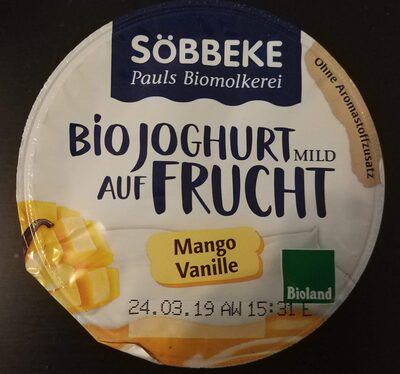 SÖBBEKE
Pauls Biomolkerei
Ohne Aromastoffzusatz
BIO JOGHURT MILD
AUF FRUCHT
Mango
Vanille
Bioland
24.03.19 AW 15:31 E